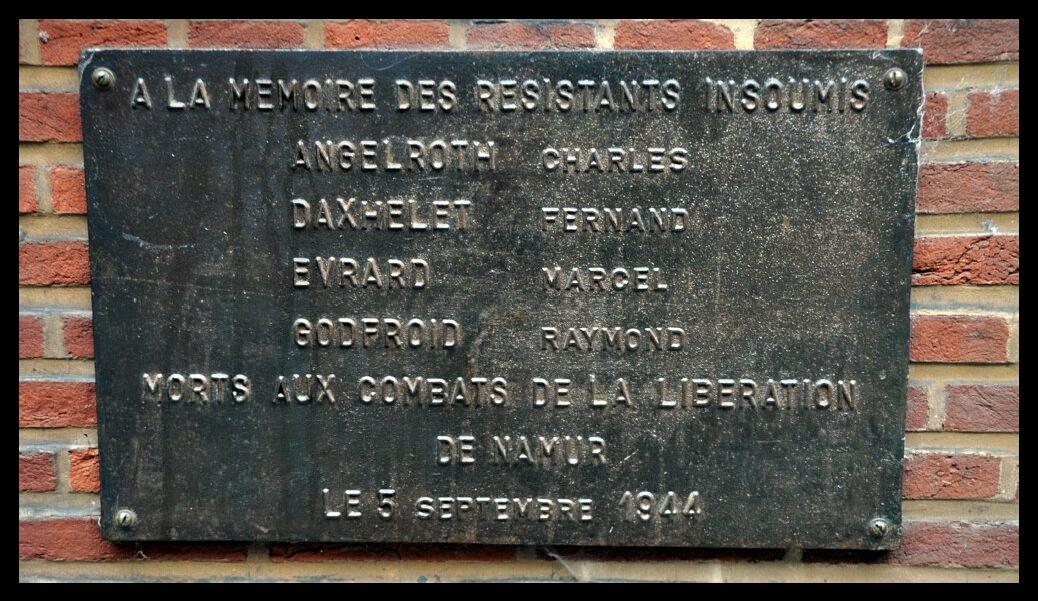 A LA MEMOIRE DES RESISTANTS INSOUMIS
ANGELROTH CHARLES
DAXHELET FERNAND
EVRARD MARCEL
GODFROID RAYMOND
MORTS AUX COMBATS DE LA LIBERATION
DE NAMUR
LE 5 SEPTEMBRE 1944